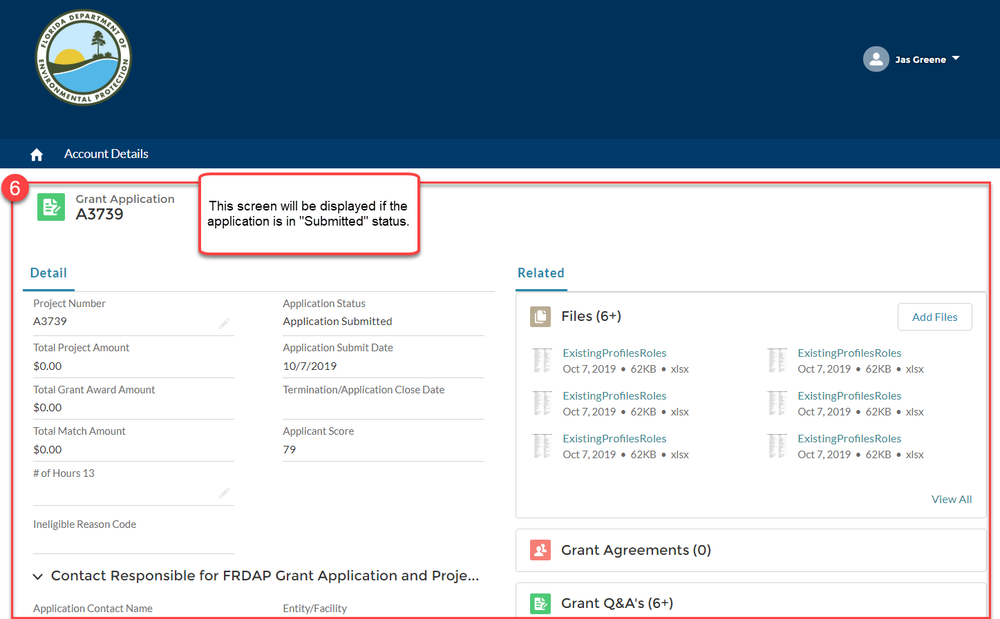 FLORIDA DEPARTMENT OF
ENVIRONMENTAL PROTECTION
Jas Greene
Account Details
6
Grant Application
A3739
This screen will be displayed if the
application is in "Submitted" status.
Detail
Project Number
A3739
Application Status
Application Submitted
Total Project Amount
$0.00
Application Submit Date
10/7/2019
Total Grant Award Amount
$0.00
Termination/Application Close Date
Total Match Amount
$0.00
Applicant Score
79
# of Hours 13
Ineligible Reason Code
Contact Responsible for FRDAP Grant Application and Proje...
Application Contact Name
Entity/Facility
Related
Files (6+)
Add Files
ExistingProfilesRoles
Oct 7, 2019 • 62KB • xlsx
ExistingProfilesRoles
Oct 7, 2019 • 62KB • xlsx
ExistingProfilesRoles
Oct 7, 2019 • 62KB • xlsx
ExistingProfilesRoles
Oct 7, 2019 • 62KB • xlsx
ExistingProfilesRoles
Oct 7, 2019 • 62KB • xlsx
ExistingProfilesRoles
Oct 7, 2019 • 62KB • xlsx
View All
Grant Agreements (0)
Grant Q&A's (6+)